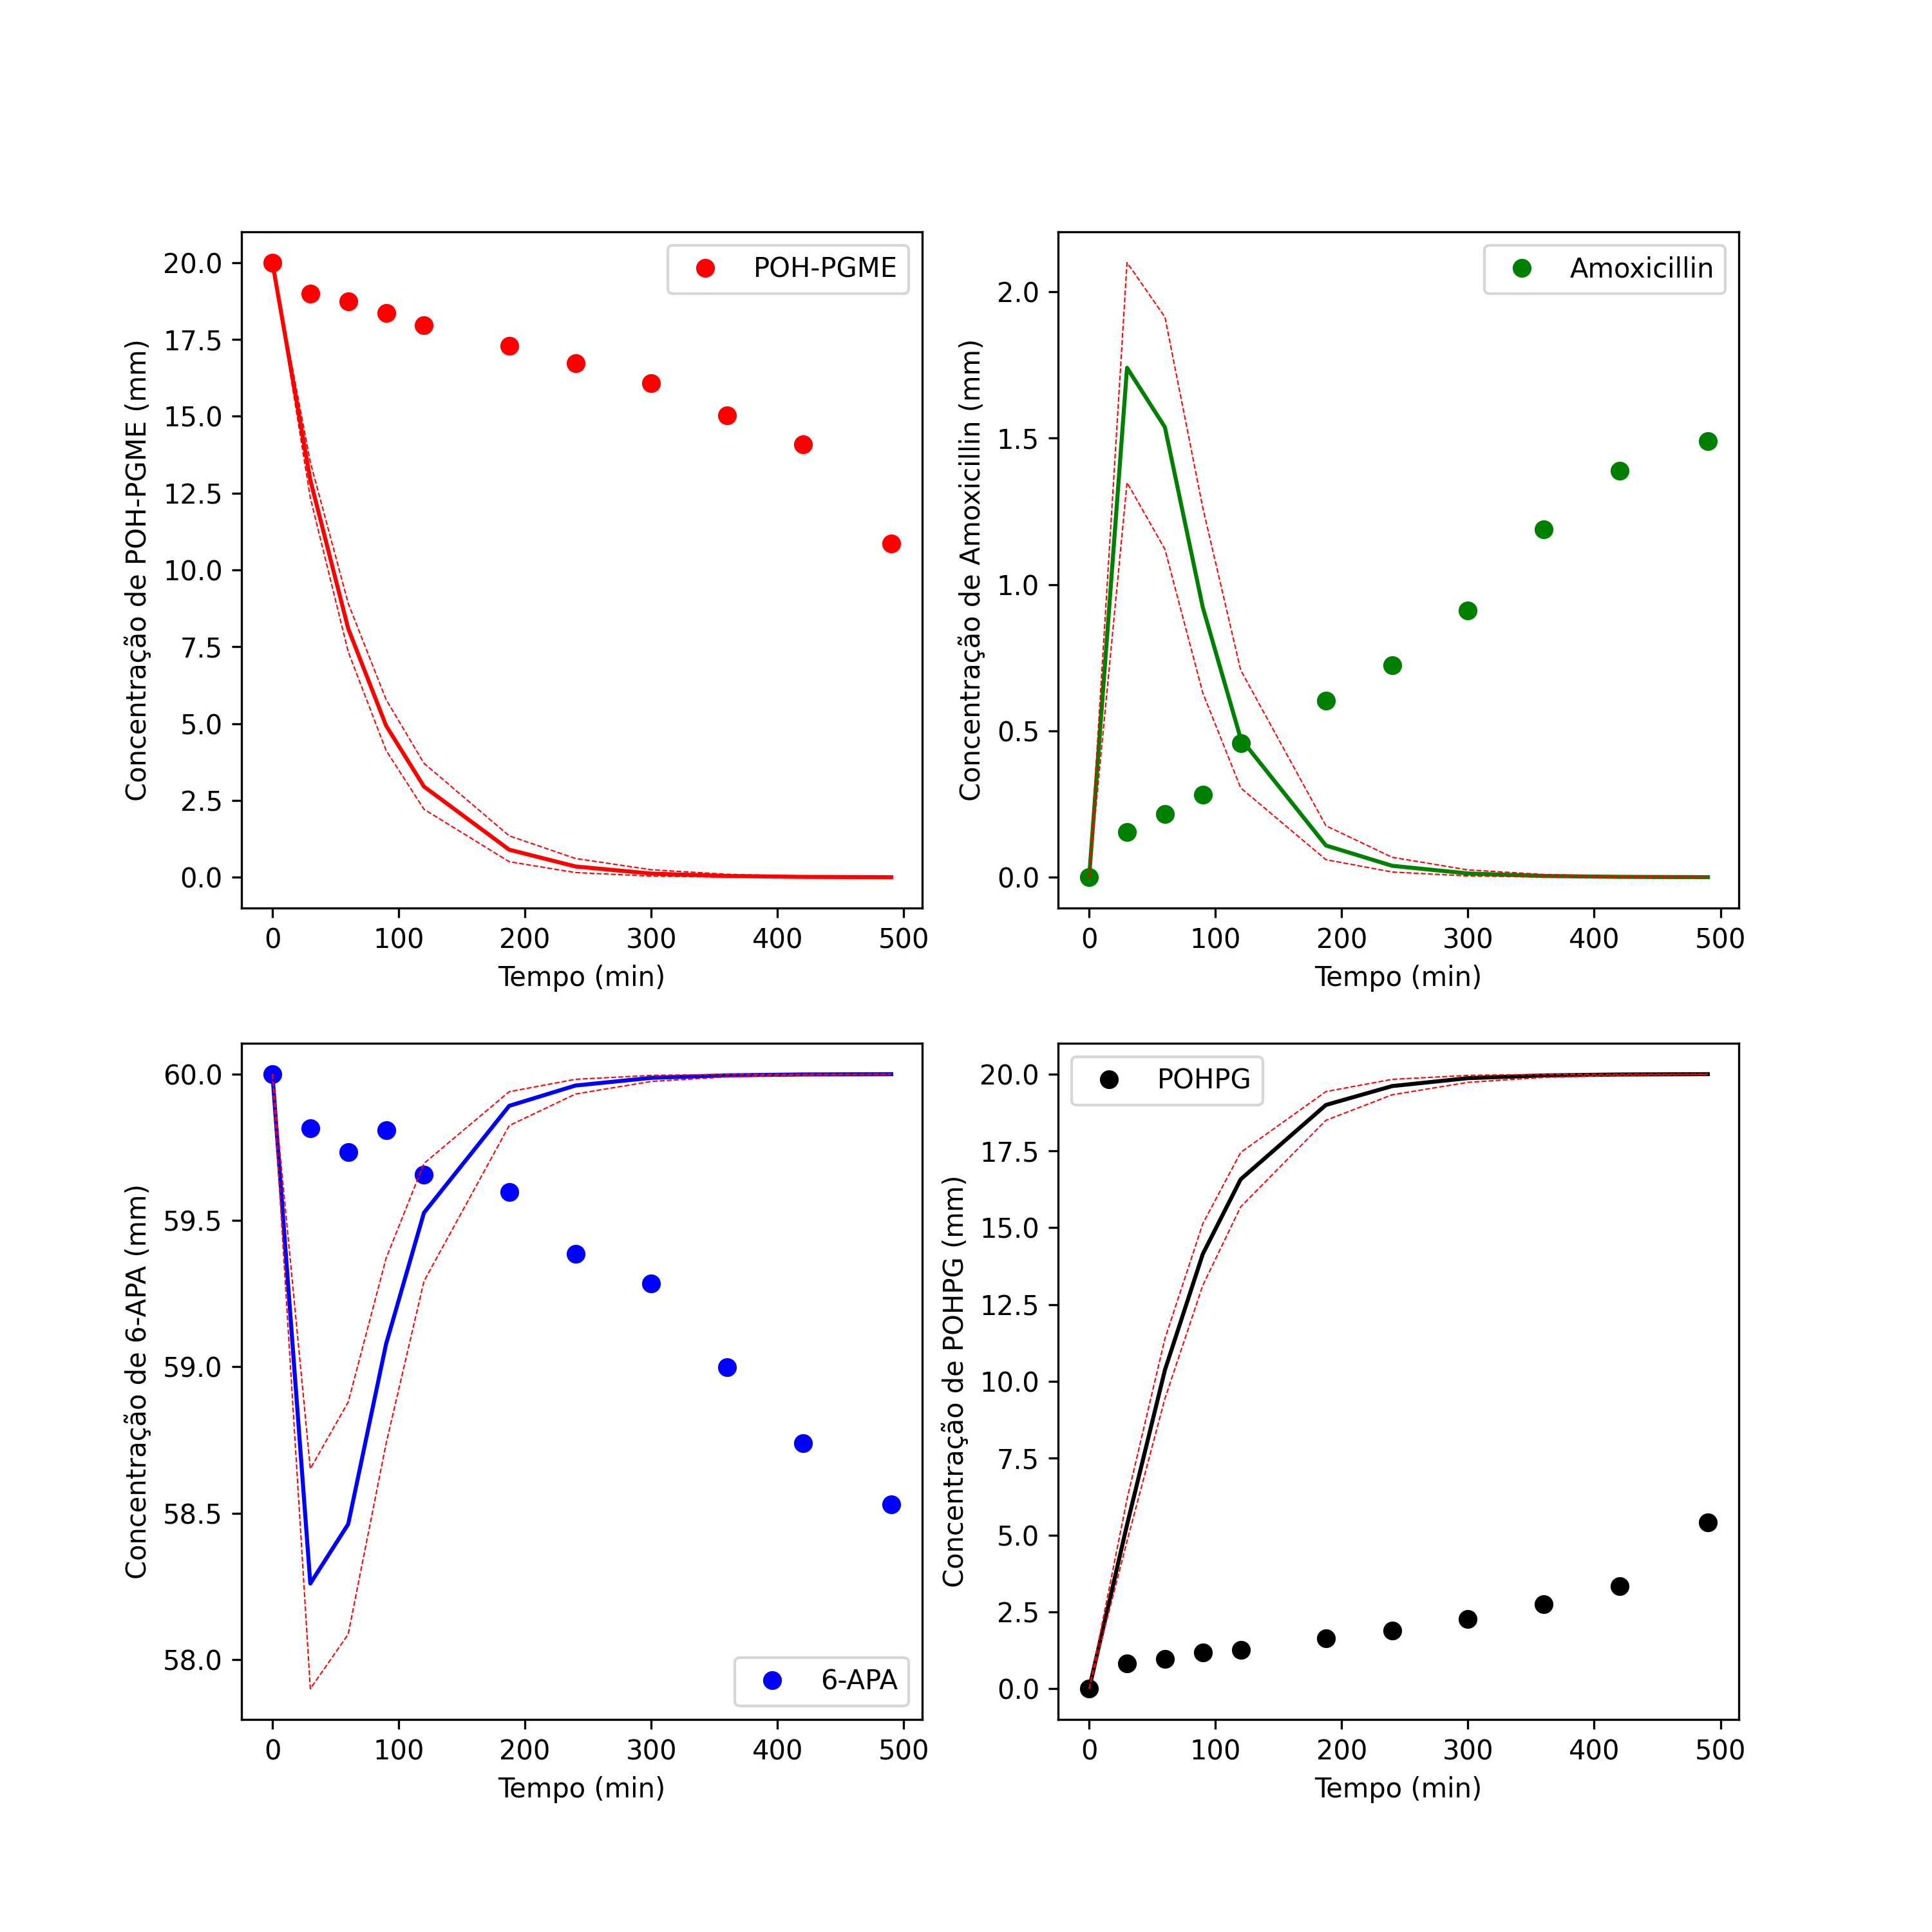 POH-PGME
Concentração de POH-PGME (mm)
20.0
17.5
15.0
12.5
10.0
7.5
5.0
2.5
0.0
0 100 200 300 400 500
Tempo (min)
Amoxicillin
Concentração de Amoxicillin (mm)
2.0
1.5
1.0
0.5
0.0
0 100 200 300 400 500
Tempo (min)
6-APA
Concentração de 6-APA (mm)
60.0
59.5
59.0
58.5
58.0
0 100 200 300 400 500
Tempo (min)
POHPG
Concentração de POHPG (mm)
20.0
17.5
15.0
12.5
10.0
7.5
5.0
2.5
0.0
0 100 200 300 400 500
Tempo (min)